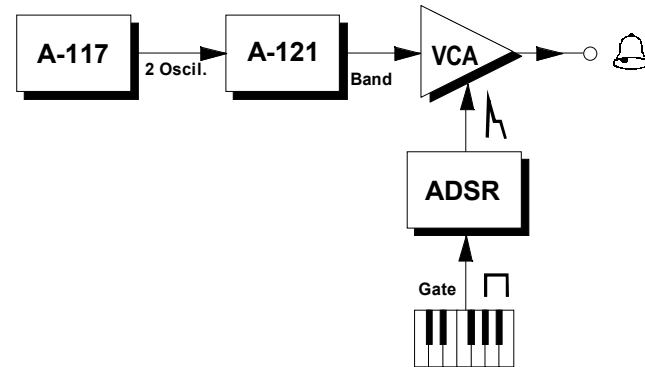 A-117
2 Oscil.
A-121
Band
VCA
ADSR
Gate